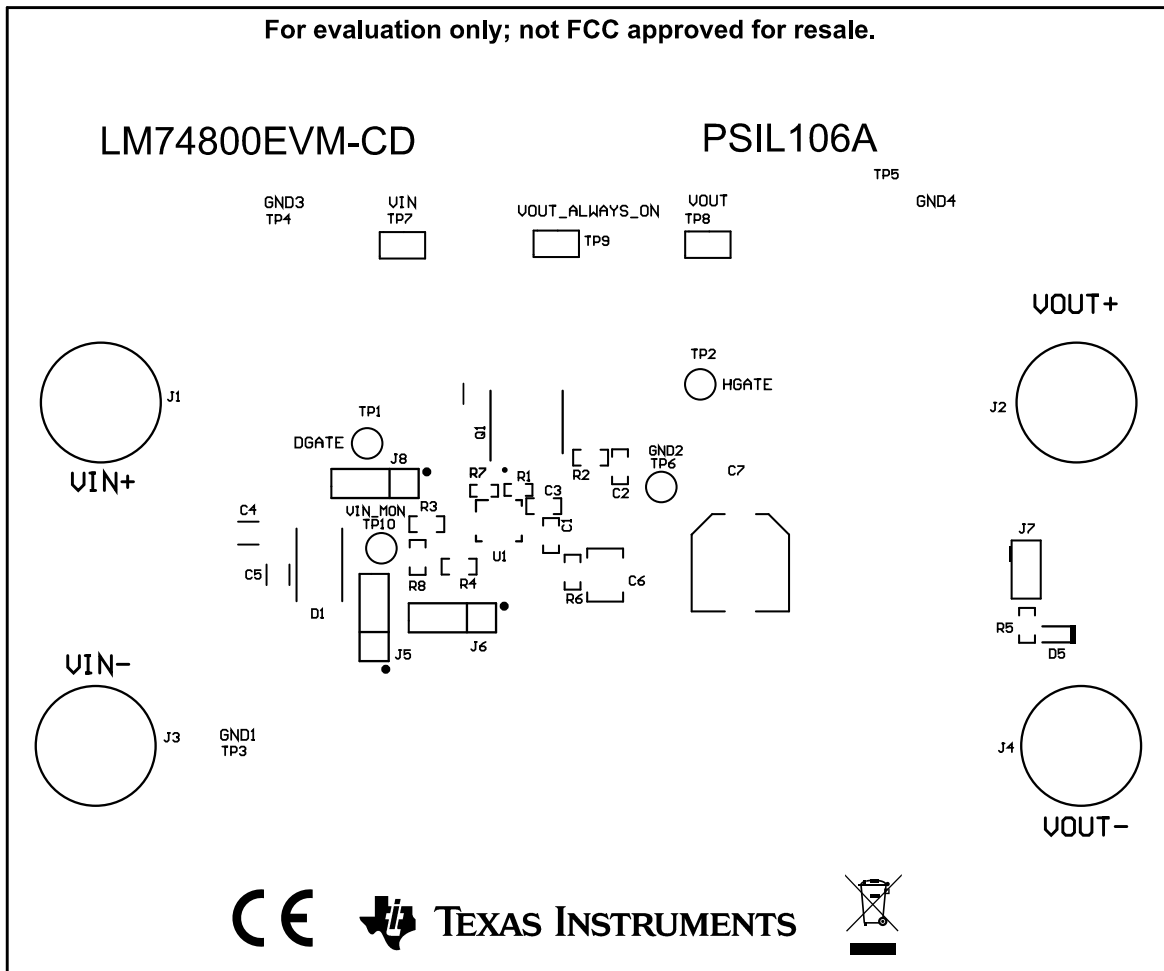 For evaluation only; not FCC approved for resale.
LM74800EVM-CD
PSIL106A
TP5
GND3
TP4
VIN
TP7
VOUT_ALWAYS_ON
TP9
VOUT
TP8
GND4
VOUT+
J1
VIN+
TP2
HGATE
J2
TP1
DGATE
J8
Q1
R7
R1
R2
C2
GND2
TP6
C7
C3
C1
C4
VIN_MON
TP10
R3
U1
J7
C5
D1
R8
R4
R6
C6
R5
D5
J5
J6
VIN-
J3
GND1
TP3
J4
VOUT-
CE
TEXAS INSTRUMENTS